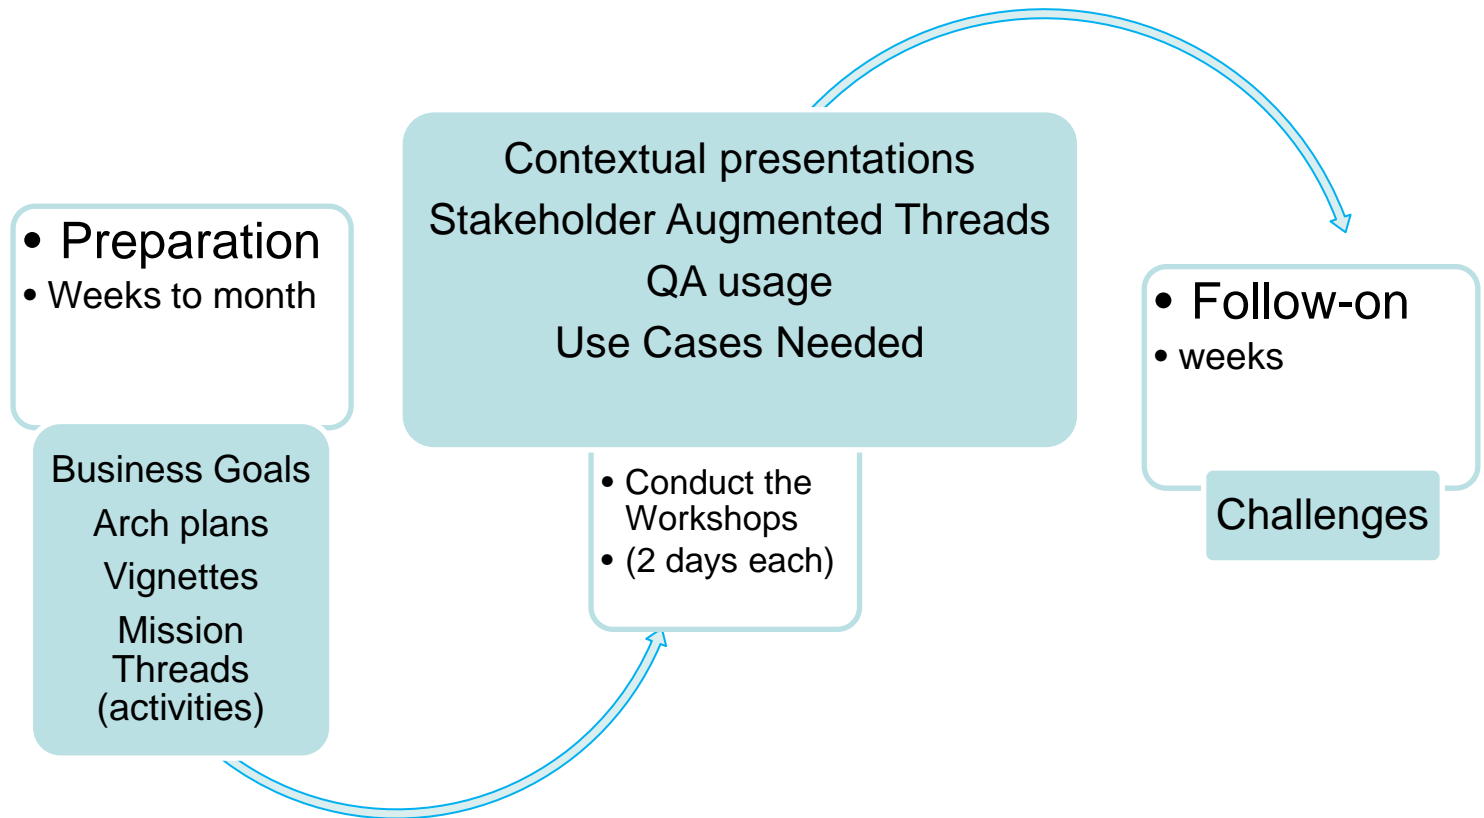 • Preparation
• Weeks to month
Business Goals
Arch plans
Vignettes
Mission
Threads
(activities)
Contextual presentations
Stakeholder Augmented Threads
QA usage
Use Cases Needed
• Conduct the
Workshops
• (2 days each)
• Follow-on
• weeks
Challenges